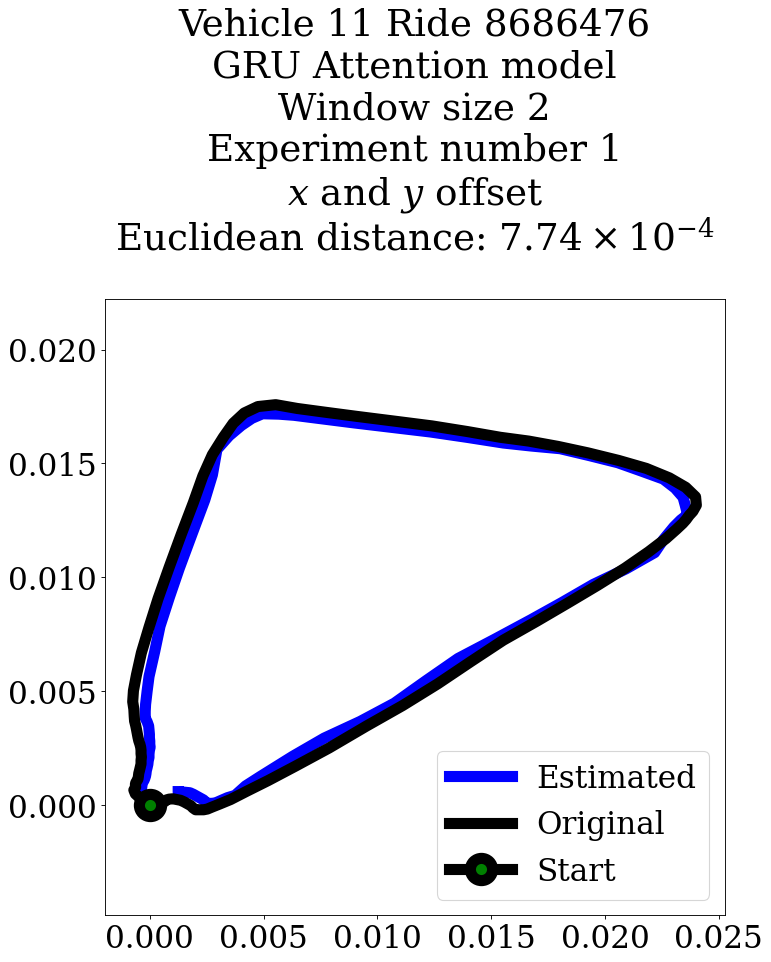 Vehicle 11 Ride 8686476
GRU Attention model
Window size 2
Experiment number 1
x and y offset
Euclidean distance: 7.74 × 10⁻⁴
0.020
0.015
0.010
0.005
0.000
Estimated
Original
Start
0.000 0.005 0.010 0.015 0.020 0.025